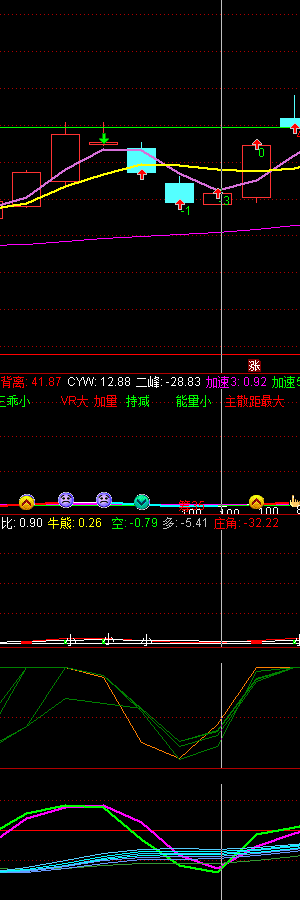 0
-1
3
涨
背离: 41.87 CYW: 12.88 二峰: -28.83 加速3: 0.92 加速5
三乖小 VR大 加量 持减 能量小 主散距最大
100 100 100
比: 0.90 牛熊: 0.26 空: -0.79 多: -5.41 庄角: -32.22
小 小 小